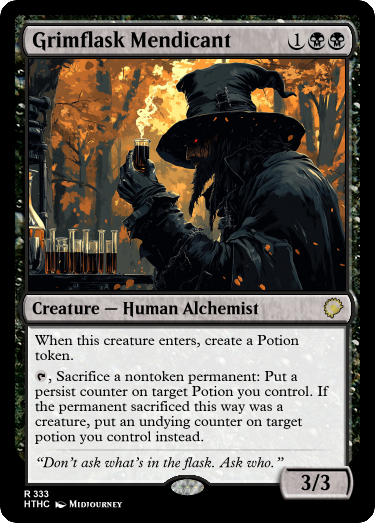 Grimflask Mendicant 1
Creature — Human Alchemist
When this creature enters, create a Potion
token.
, Sacrifice a nontoken permanent: Put a
persist counter on target Potion you control. If
the permanent sacrificed this way was a
creature, put an undying counter on target
potion you control instead.
“Don't ask what's in the flask. Ask who.”
3/3
R 333
HTHC Midjourney